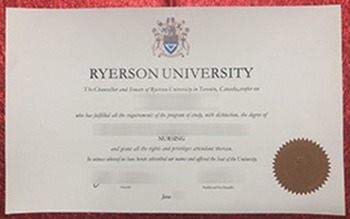 RYERSON UNIVERSITY
The Chancellor and Senate of Ryerson University in Toronto, Canada, confer on
who has fulfilled all the requirements of the program of study, with distinction, the degree of
NURSING
and grant all the rights and privileges attendant thereon.
In witness whereof we have hereto subscribed our names and affixed the Seal of the University.
June